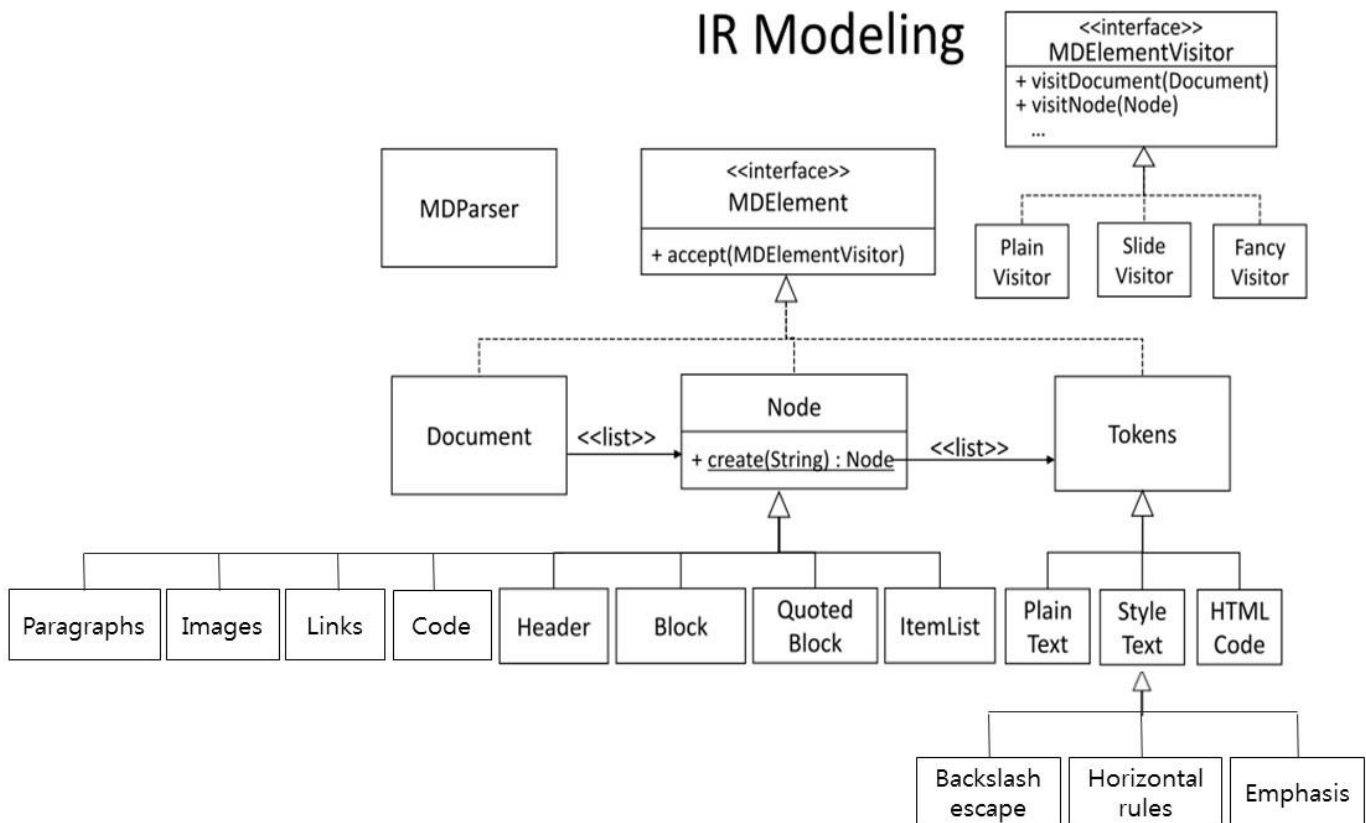 IR Modeling
<<interface>>
MDElementVisitor
+ visitDocument(Document)
+ visitNode(Node)
...
MDParser
<<interface>>
MDElement
+ accept(MDElementVisitor)
Plain
Visitor
Slide
Visitor
Fancy
Visitor
Document
<<list>>
Node
+ create(String) : Node
<<list>>
Tokens
Paragraphs
Images
Links
Code
Header
Block
Quoted
Block
ItemList
Plain
Text
Style
Text
HTML
Code
Backslash
escape
Horizontal
rules
Emphasis